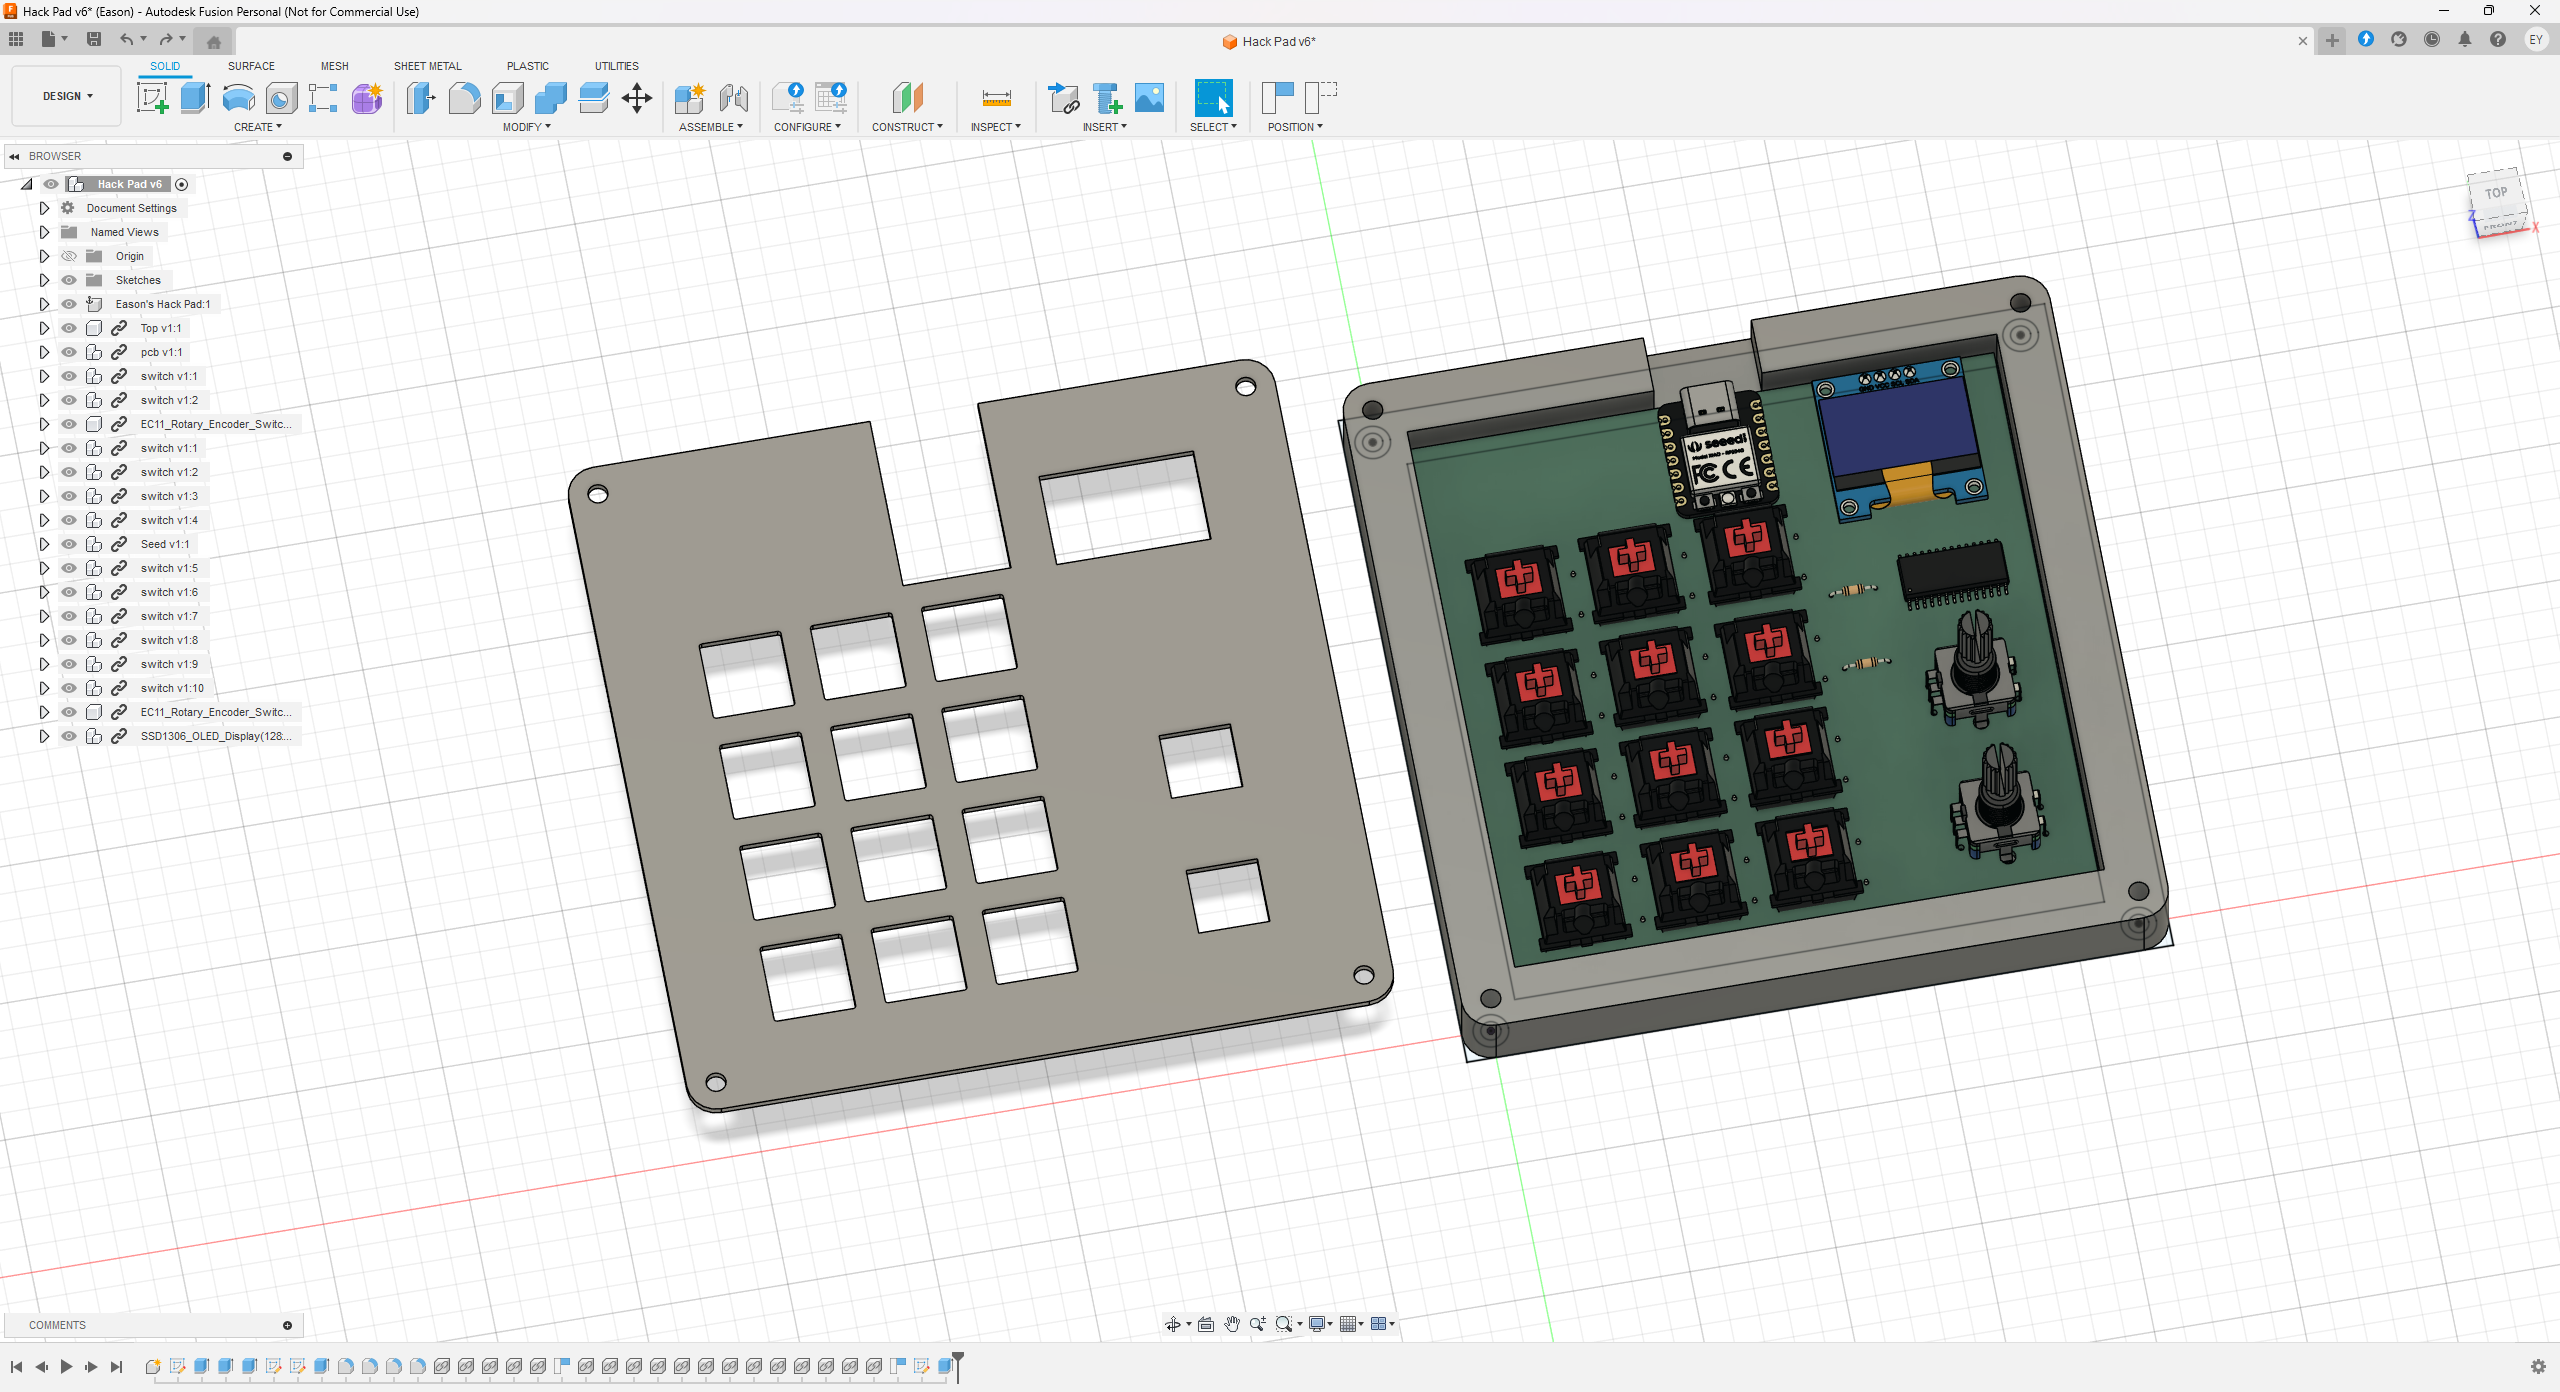 Hack Pad v6* (Eason) - Autodesk Fusion Personal (Not for Commercial Use)
Hack Pad v6*
EY
DESIGN
SOLID SURFACE MESH SHEET METAL PLASTIC UTILITIES
CREATE MODIFY ASSEMBLE CONFIGURE CONSTRUCT INSPECT INSERT SELECT POSITION
BROWSER
Hack Pad v6
Document Settings
Named Views
Origin
Sketches
Eason's Hack Pad:1
Top v1:1
pcb v1:1
switch v1:1
switch v1:2
EC11_Rotary_Encoder_Switc...
switch v1:1
switch v1:2
switch v1:3
switch v1:4
Seed v1:1
switch v1:5
switch v1:6
switch v1:7
switch v1:8
switch v1:9
switch v1:10
EC11_Rotary_Encoder_Switc...
SSD1306_OLED_Display(128:...
TOP
FRONT
Z
X
GND VCC SCL SDA
seeed
FCC CE
COMMENTS